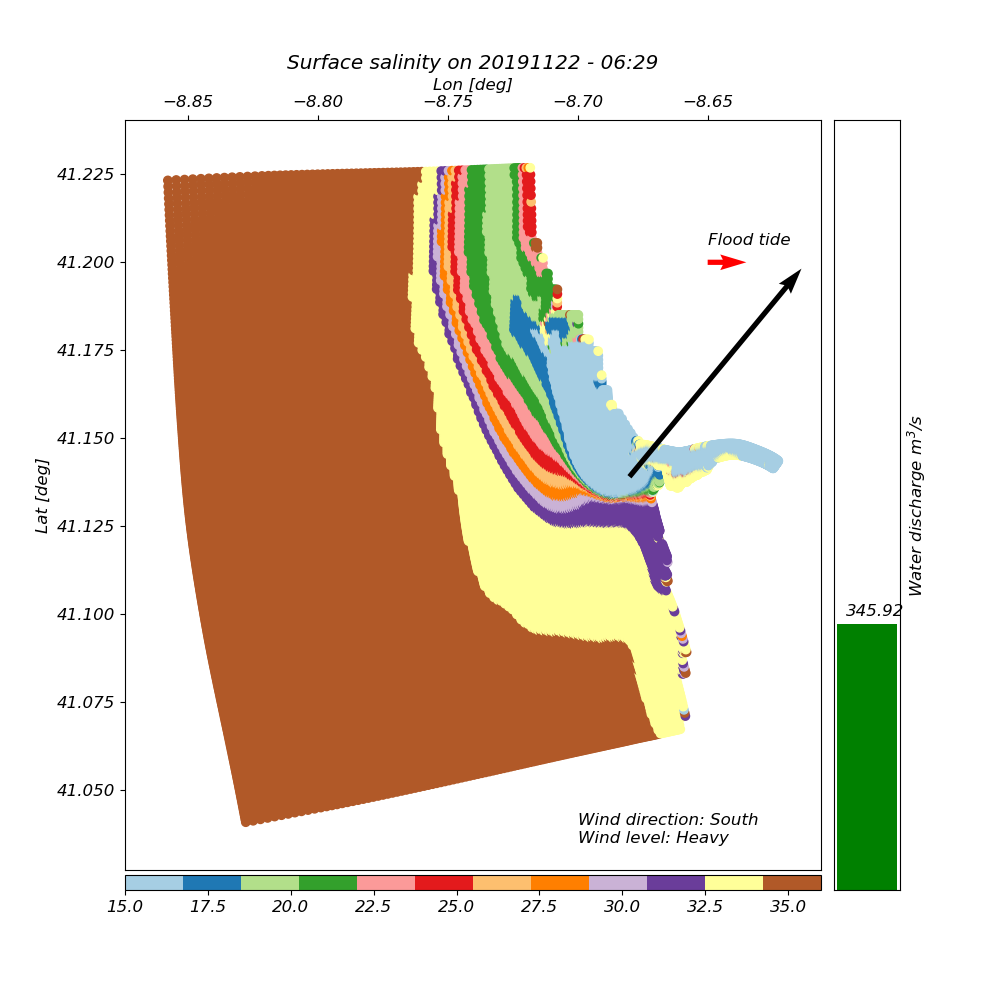 Surface salinity on 20191122 - 06:29
Lon [deg]
−8.85 −8.80 −8.75 −8.70 −8.65
41.225
41.200
41.175
41.150
41.125
41.100
41.075
41.050
Lat [deg]
Flood tide
Wind direction: South
Wind level: Heavy
345.92
Water discharge m³/s
15.0 17.5 20.0 22.5 25.0 27.5 30.0 32.5 35.0